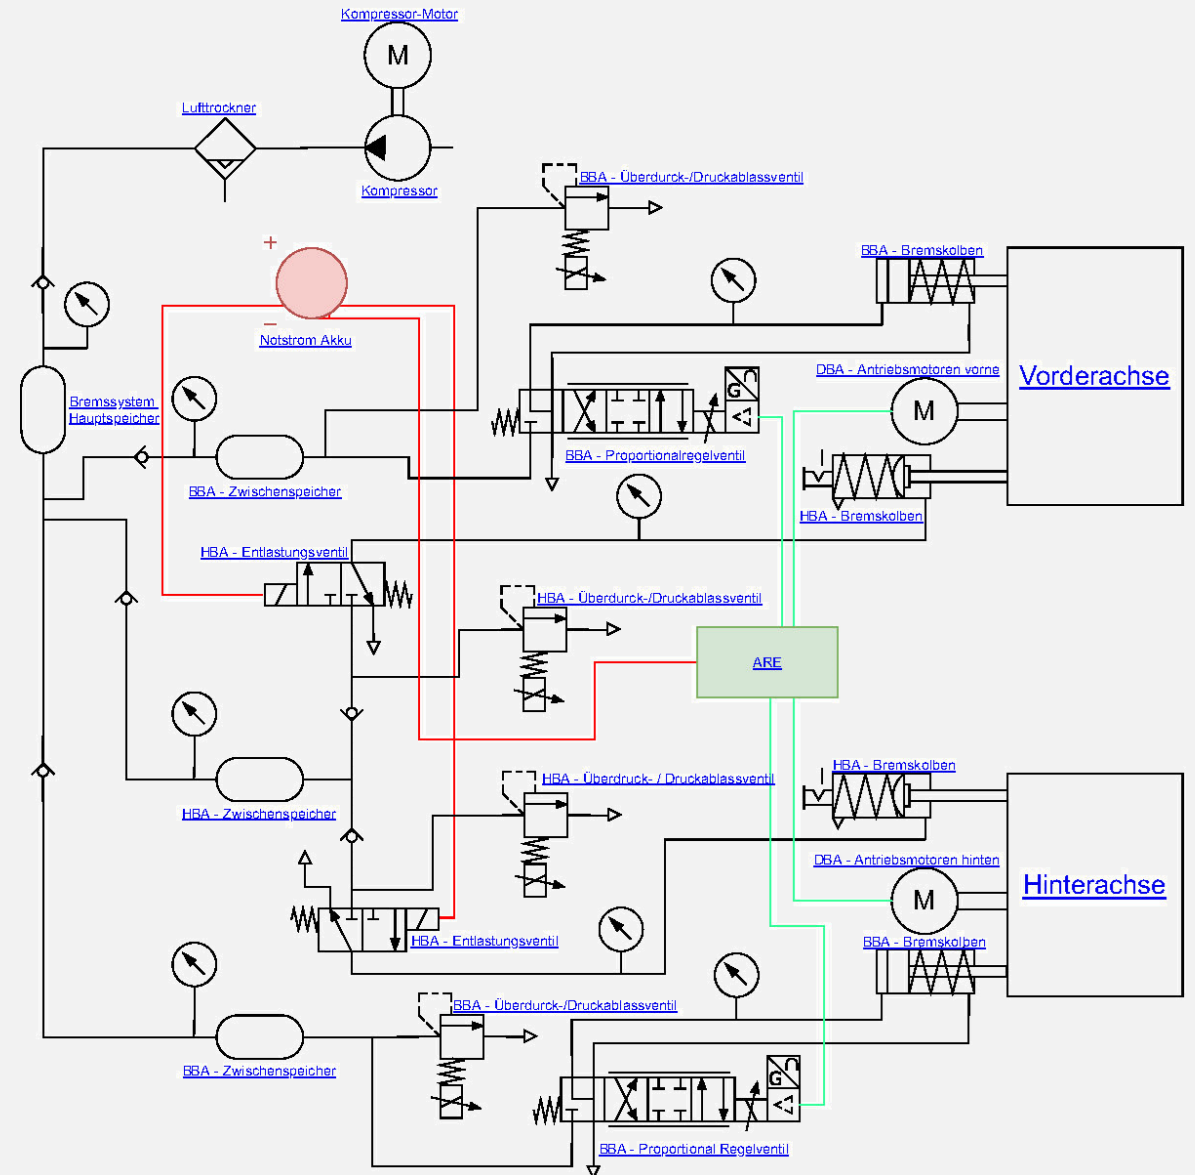 Kompressor-Motor
M
Lufttrockner
Kompressor
BBA - Überdurck-/Druckablassventil
+
−
Notstrom Akku
BBA - Bremskolben
Bremssystem
Hauptspeicher
DBA - Antriebsmotoren vorne
M
Vorderachse
G
BBA - Proportionalregelventil
BBA - Zwischenspeicher
HBA - Bremskolben
HBA - Entlastungsventil
HBA - Überdurck-/Druckablassventil
ARE
HBA - Zwischenspeicher
HBA - Überdruck- / Druckablassventil
HBA - Bremskolben
DBA - Antriebsmotoren hinten
M
Hinterachse
HBA - Entlastungsventil
BBA - Bremskolben
BBA - Überdurck-/Druckablassventil
BBA - Zwischenspeicher
G
BBA - Proportional Regelventil